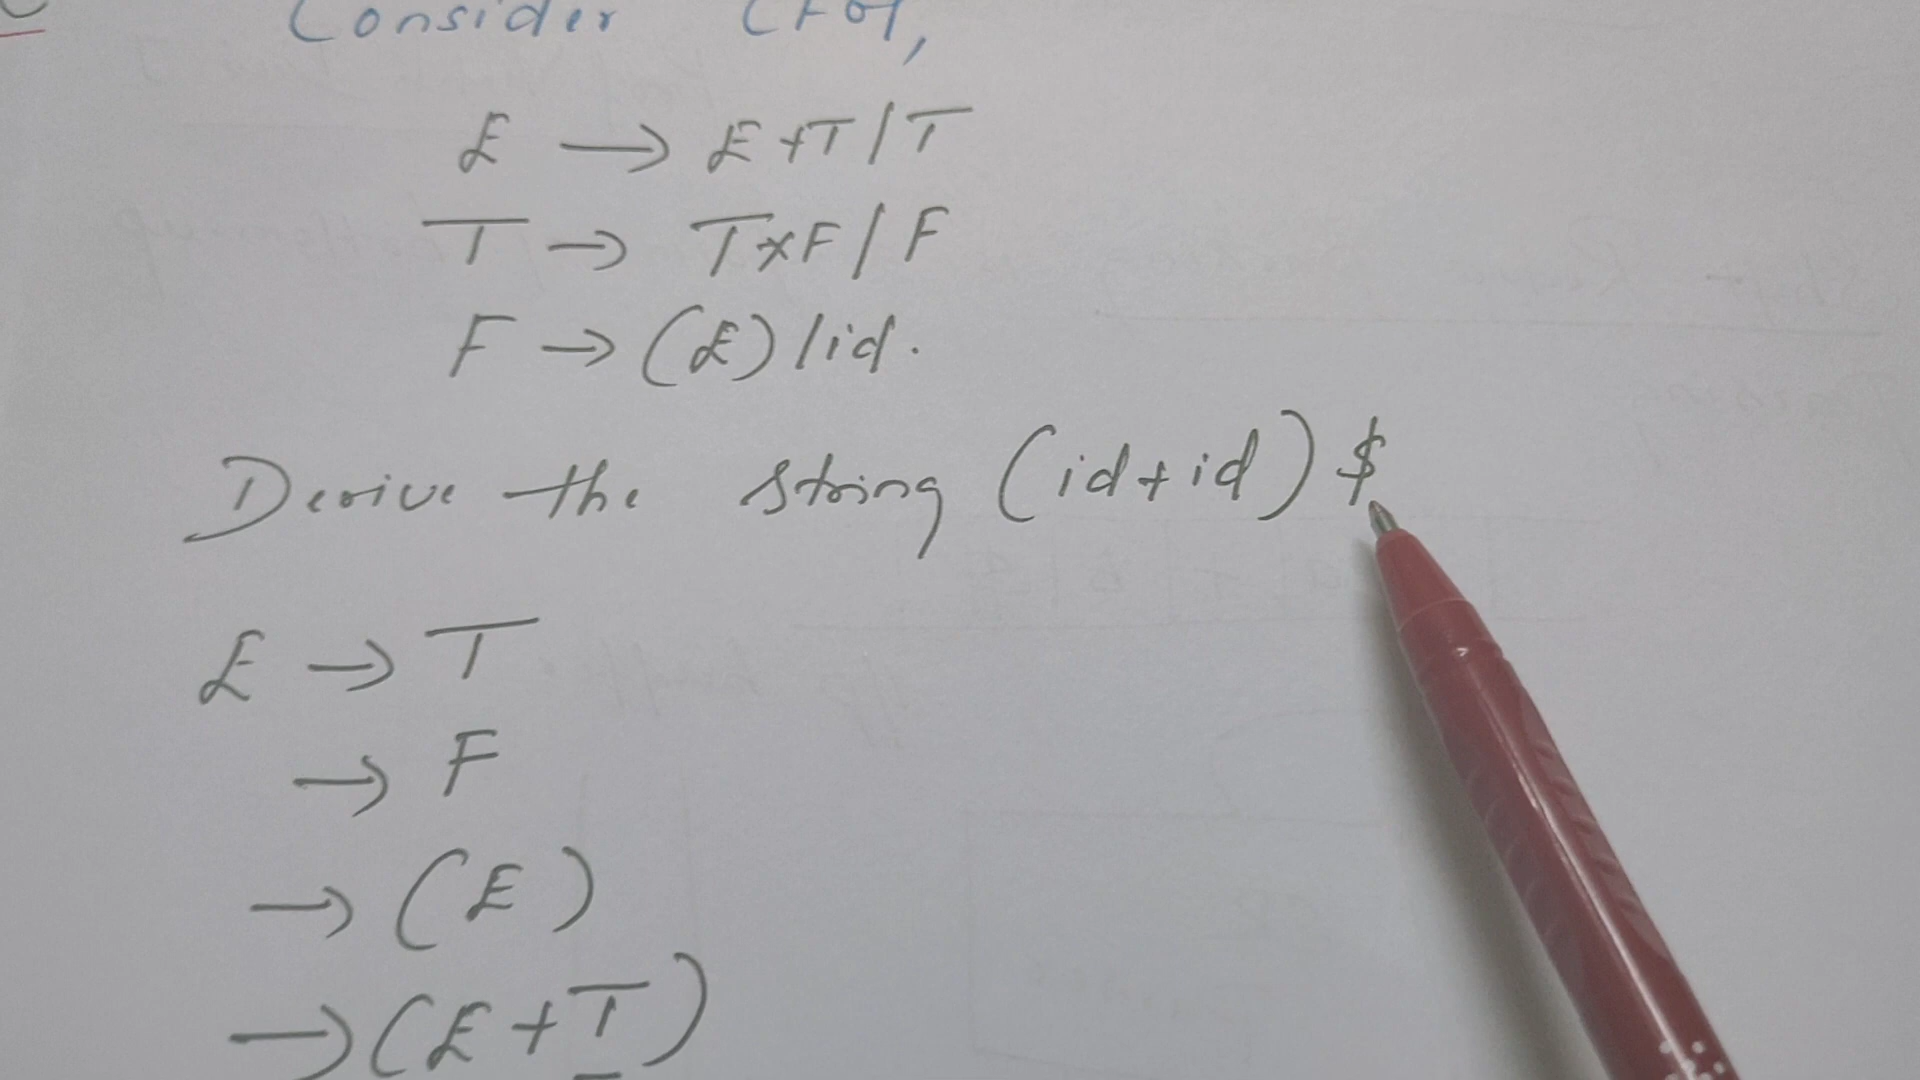 Consider CFG,
E → E+T/T
T → T*F/F
F → (E)/id.
Derive the string (id+id)$
E → T
→ F
→ (E)
→ (E+T)